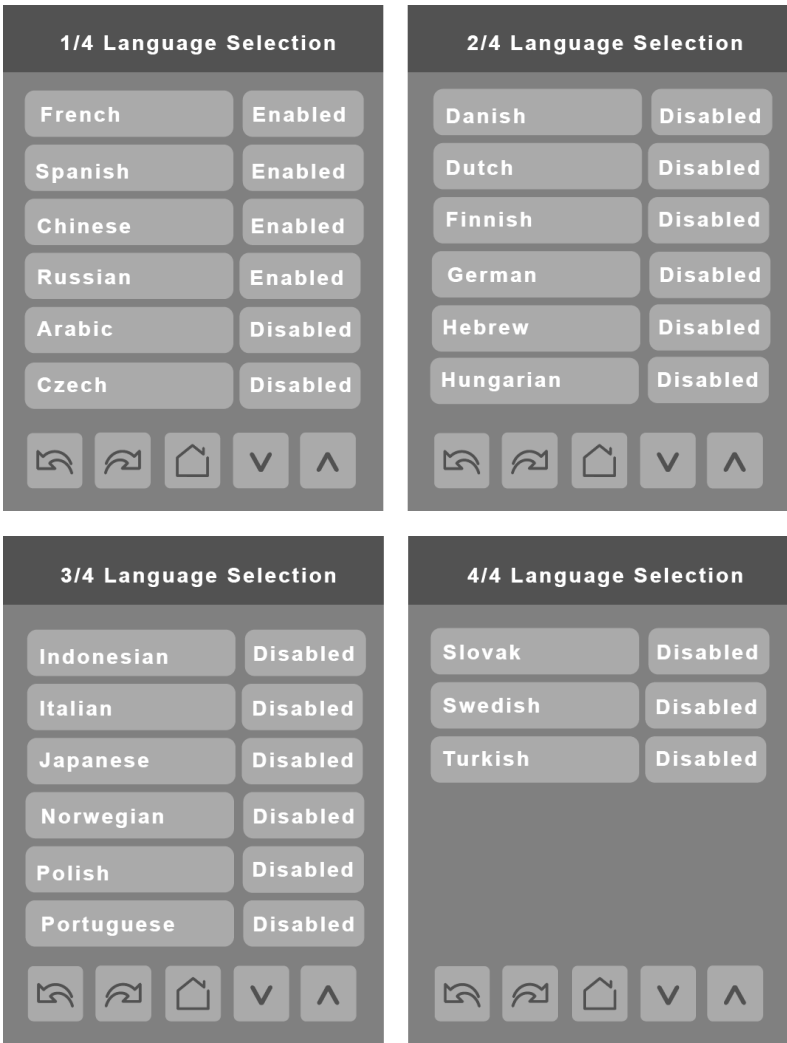 1/4 Language Selection
French Enabled
Spanish Enabled
Chinese Enabled
Russian Enabled
Arabic Disabled
Czech Disabled
2/4 Language Selection
Danish Disabled
Dutch Disabled
Finnish Disabled
German Disabled
Hebrew Disabled
Hungarian Disabled
3/4 Language Selection
Indonesian Disabled
Italian Disabled
Japanese Disabled
Norwegian Disabled
Polish Disabled
Portuguese Disabled
4/4 Language Selection
Slovak Disabled
Swedish Disabled
Turkish Disabled